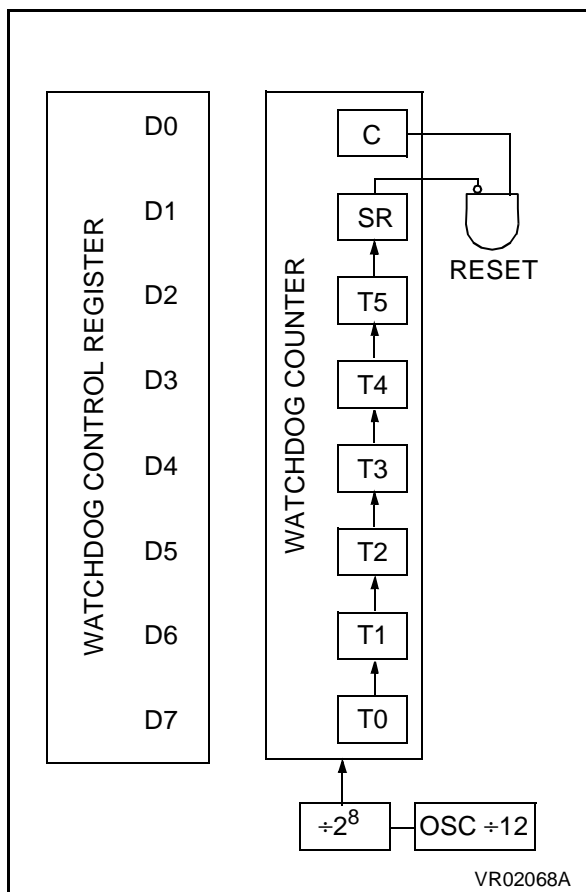 WATCHDOG CONTROL REGISTER
D0
D1
D2
D3
D4
D5
D6
D7
WATCHDOG COUNTER
C
SR
T5
T4
T3
T2
T1
T0
RESET
÷2⁸
OSC ÷12
VR02068A